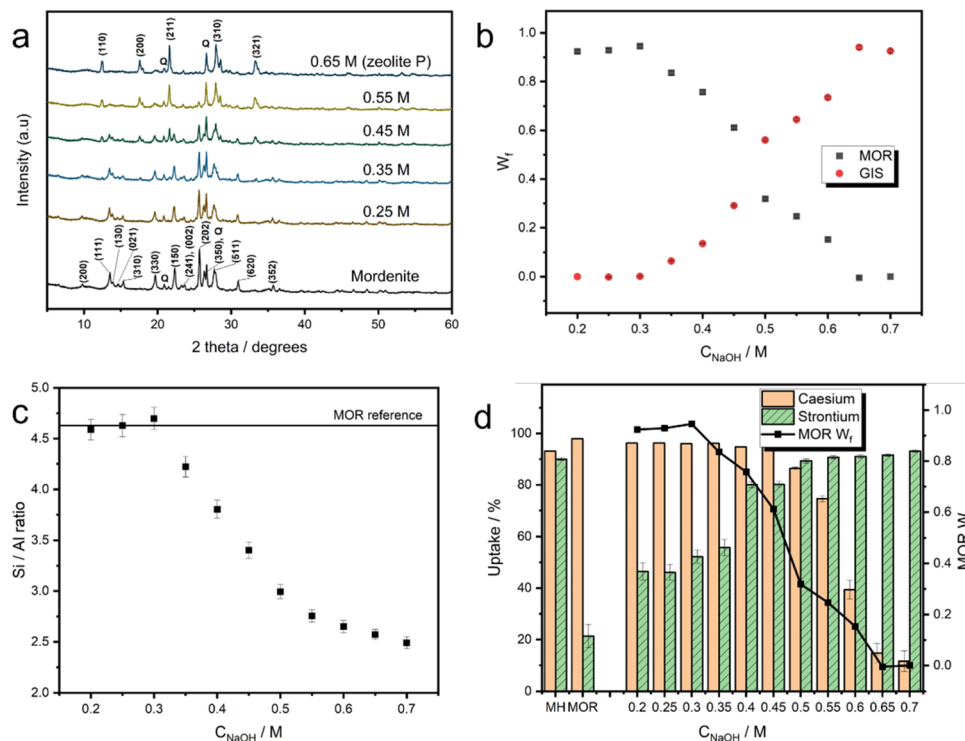 a
(110)
(200)
Q
(211)
Q
(310)
(321)
0.65 M (zeolite P)
0.55 M
0.45 M
0.35 M
0.25 M
Mordenite
(200)
(111)
(130)
(021)
(310)
(330)
Q
(150)
(241), (002)
(202)
(350), Q
(511)
(620)
(352)
Intensity (a.u)
10 20 30 40 50 60
2 theta / degrees
b
1.0
0.8
0.6
0.4
0.2
0.0
Wf
MOR
GIS
0.2 0.3 0.4 0.5 0.6 0.7
CNaOH / M
c
5.0
4.5
4.0
3.5
3.0
2.5
2.0
MOR reference
Si / Al ratio
0.2 0.3 0.4 0.5 0.6 0.7
CNaOH / M
d
Caesium
Strontium
MOR Wf
100
80
60
40
20
0
Uptake / %
1.0
0.8
0.6
0.4
0.2
0.0
MOR W
MH MOR 0.2 0.25 0.3 0.35 0.4 0.45 0.5 0.55 0.6 0.65 0.7
CNaOH / M